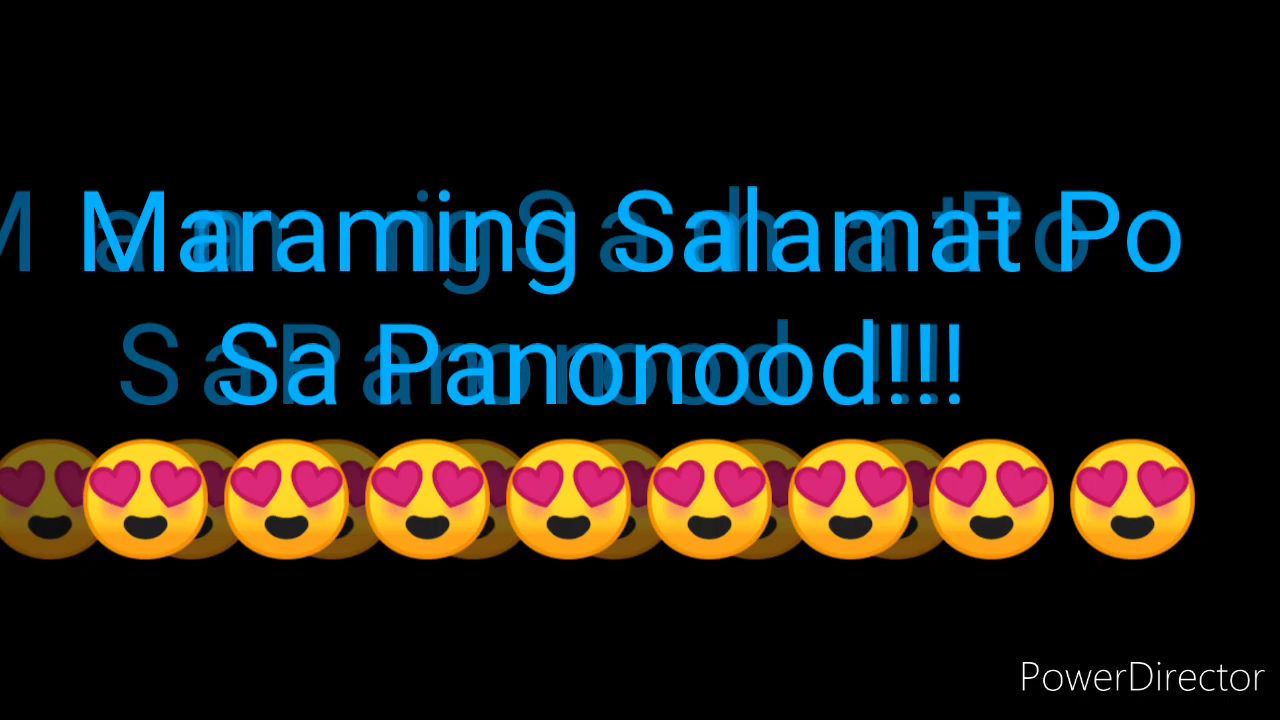 Maraming Salamat Po
Sa Panonood!!!
😍😍😍😍😍😍😍😍
PowerDirector